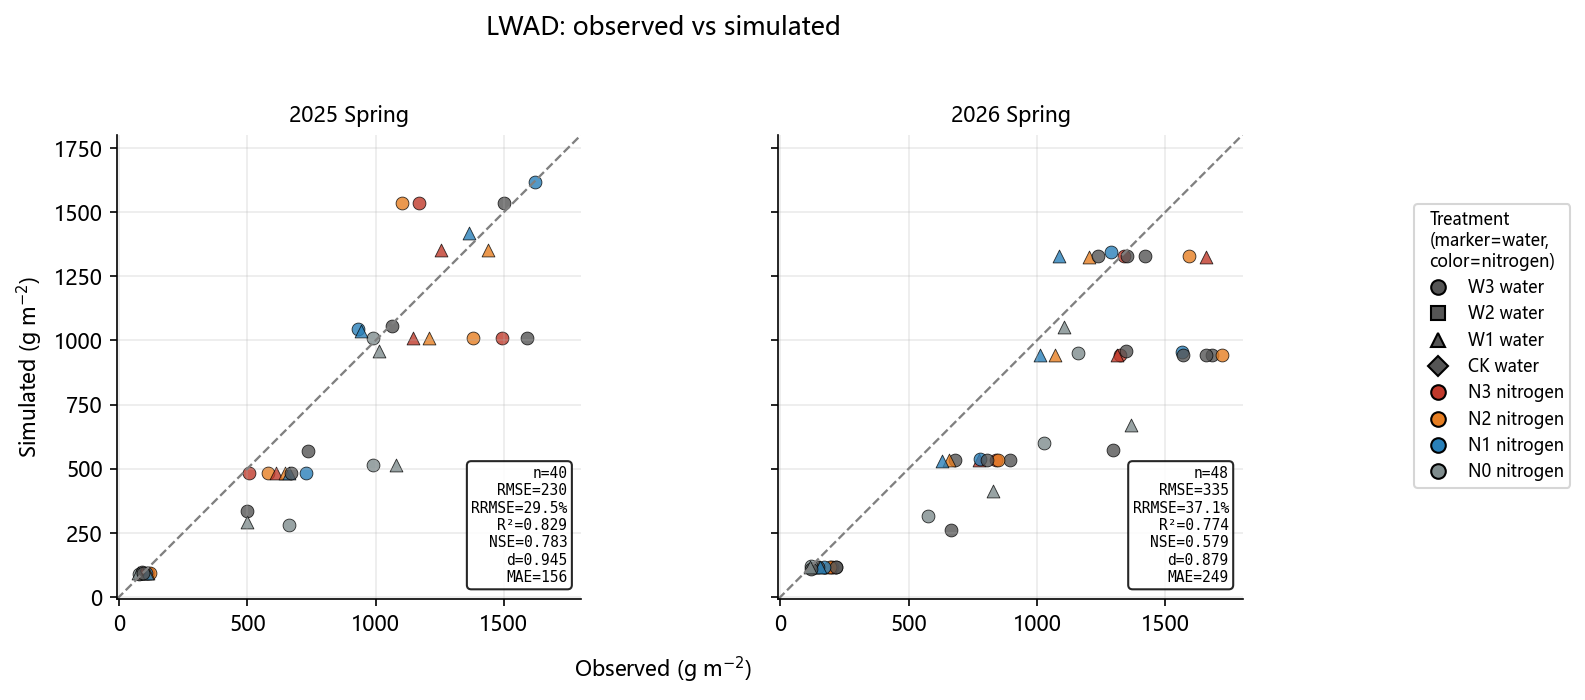 LWAD: observed vs simulated
2025 Spring
2026 Spring
Simulated (g m⁻²)
1750
1500
1250
1000
750
500
250
0
0 500 1000 1500
n=40
RMSE=230
RRMSE=29.5%
R²=0.829
NSE=0.783
d=0.945
MAE=156
0 500 1000 1500
n=48
RMSE=335
RRMSE=37.1%
R²=0.774
NSE=0.579
d=0.879
MAE=249
Observed (g m⁻²)
Treatment
(marker=water,
color=nitrogen)
W3 water
W2 water
W1 water
CK water
N3 nitrogen
N2 nitrogen
N1 nitrogen
N0 nitrogen